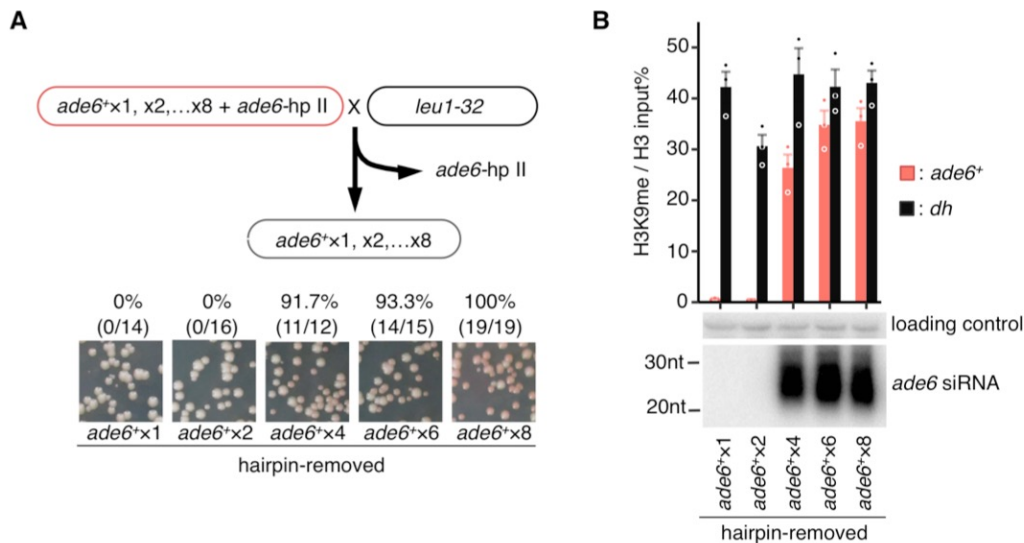 A
ade6+×1, x2,...x8 + ade6-hp II X leu1-32
ade6-hp II
ade6+×1, x2,...x8
0% 0% 91.7% 93.3% 100%
(0/14) (0/16) (11/12) (14/15) (19/19)
ade6+×1 ade6+×2 ade6+×4 ade6+×6 ade6+×8
hairpin-removed
B
H3K9me / H3 input%
50
40
30
20
10
0
: ade6+
: dh
loading control
30nt
20nt
ade6 siRNA
ade6+×1 ade6+×2 ade6+×4 ade6+×6 ade6+×8
hairpin-removed